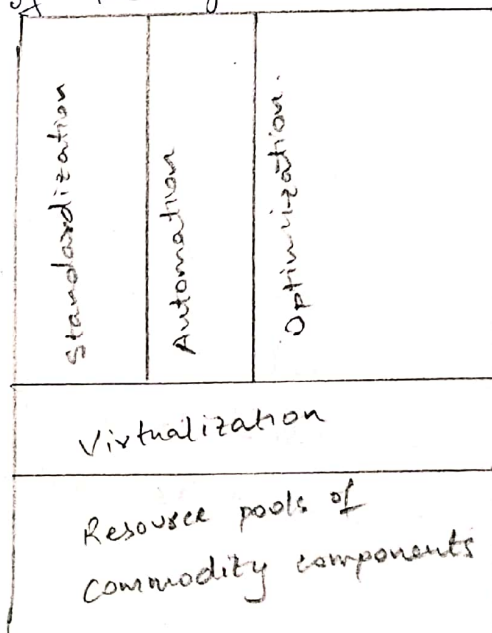 Standardization
Automation
Optimization.
Virtualization
Resource pools of
Commodity components